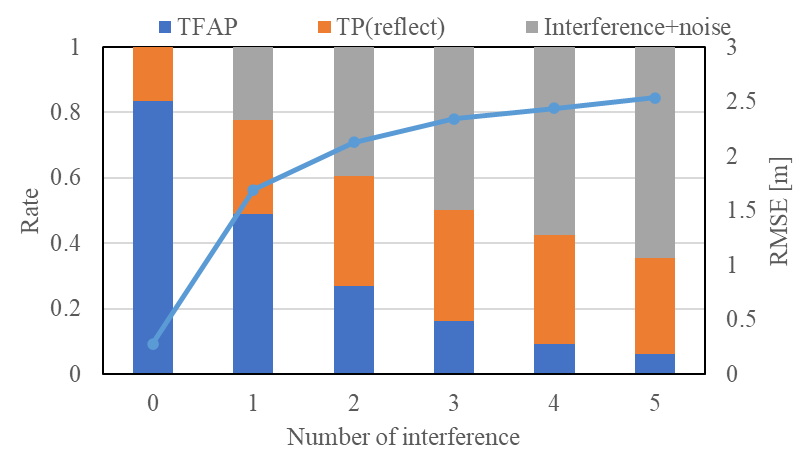 TFAP TP(reflect) Interference+noise
1 3
0.8 2.5
0.6 2
0.4 1.5
0.2 1
0 0.5
0
Rate
RMSE [m]
0 1 2 3 4 5
Number of interference